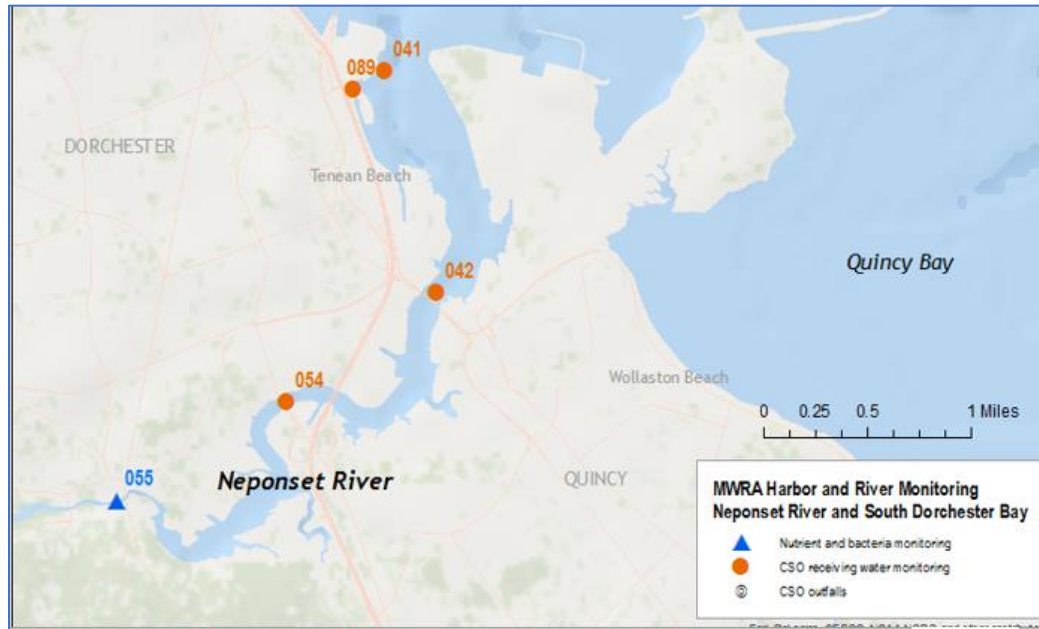 041
089
DORCHESTER
Tenean Beach
042
Quincy Bay
Wollaston Beach
054
0 0.25 0.5 1 Miles
055
Neponset River
QUINCY
MWRA Harbor and River Monitoring
Neponset River and South Dorchester Bay
Nutrient and bacteria monitoring
CSO receiving water monitoring
CSO outfalls